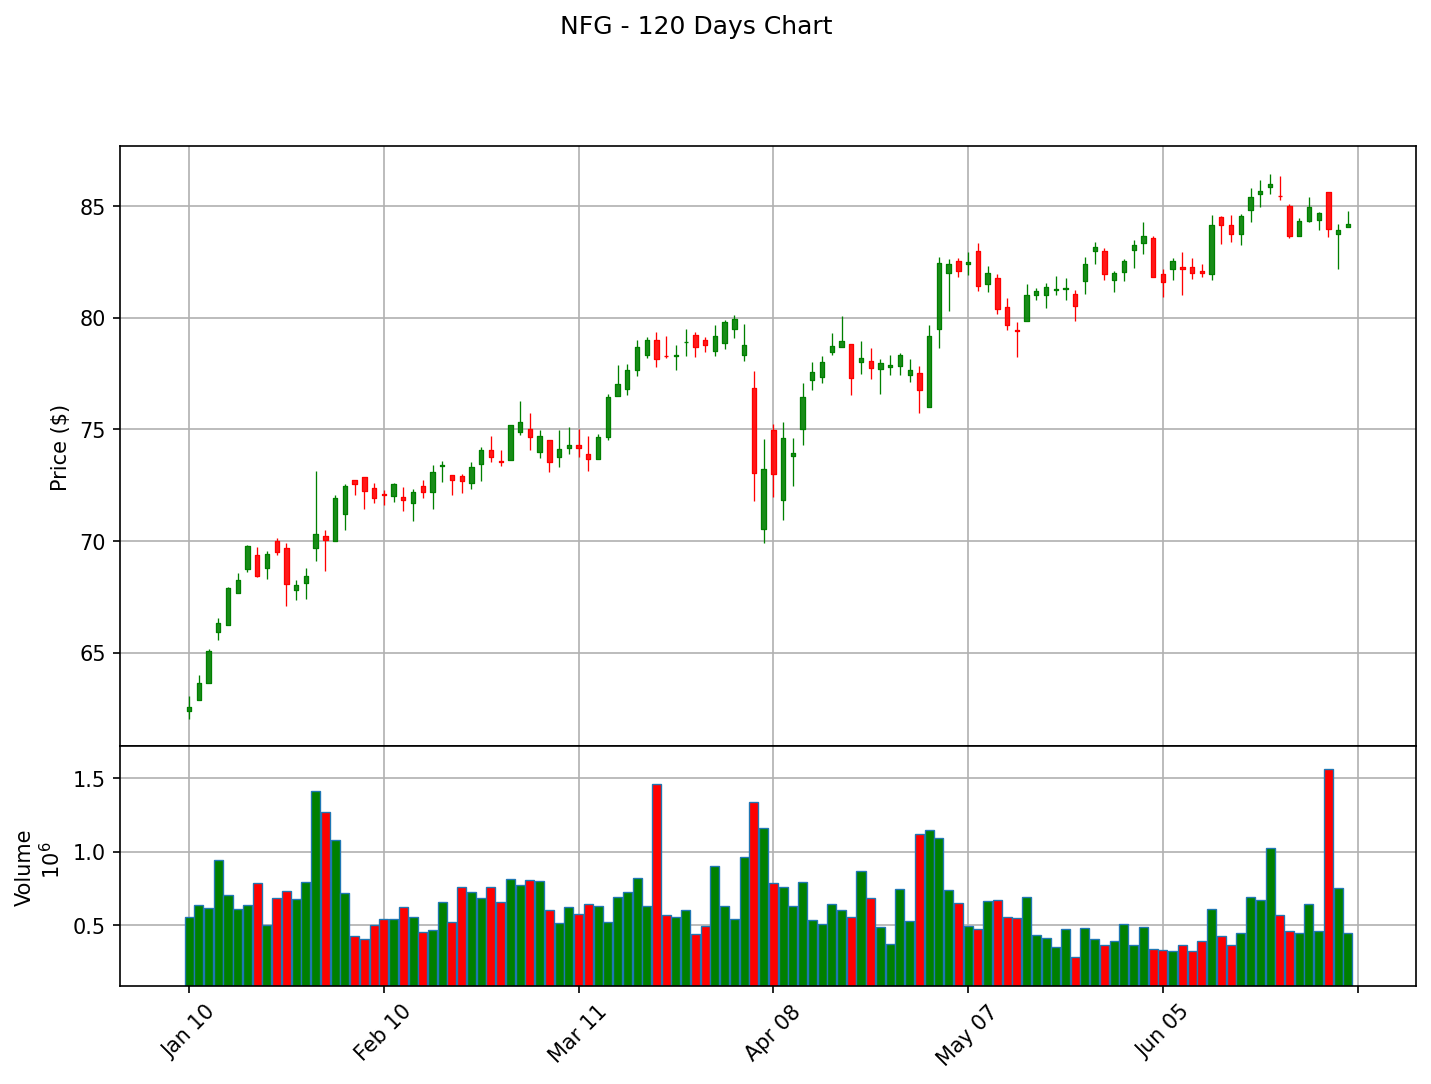 NFG - 120 Days Chart
85
80
75
70
65
Price ($)
1.5
1.0
0.5
Volume
10⁶
Jan 10
Feb 10
Mar 11
Apr 08
May 07
Jun 05